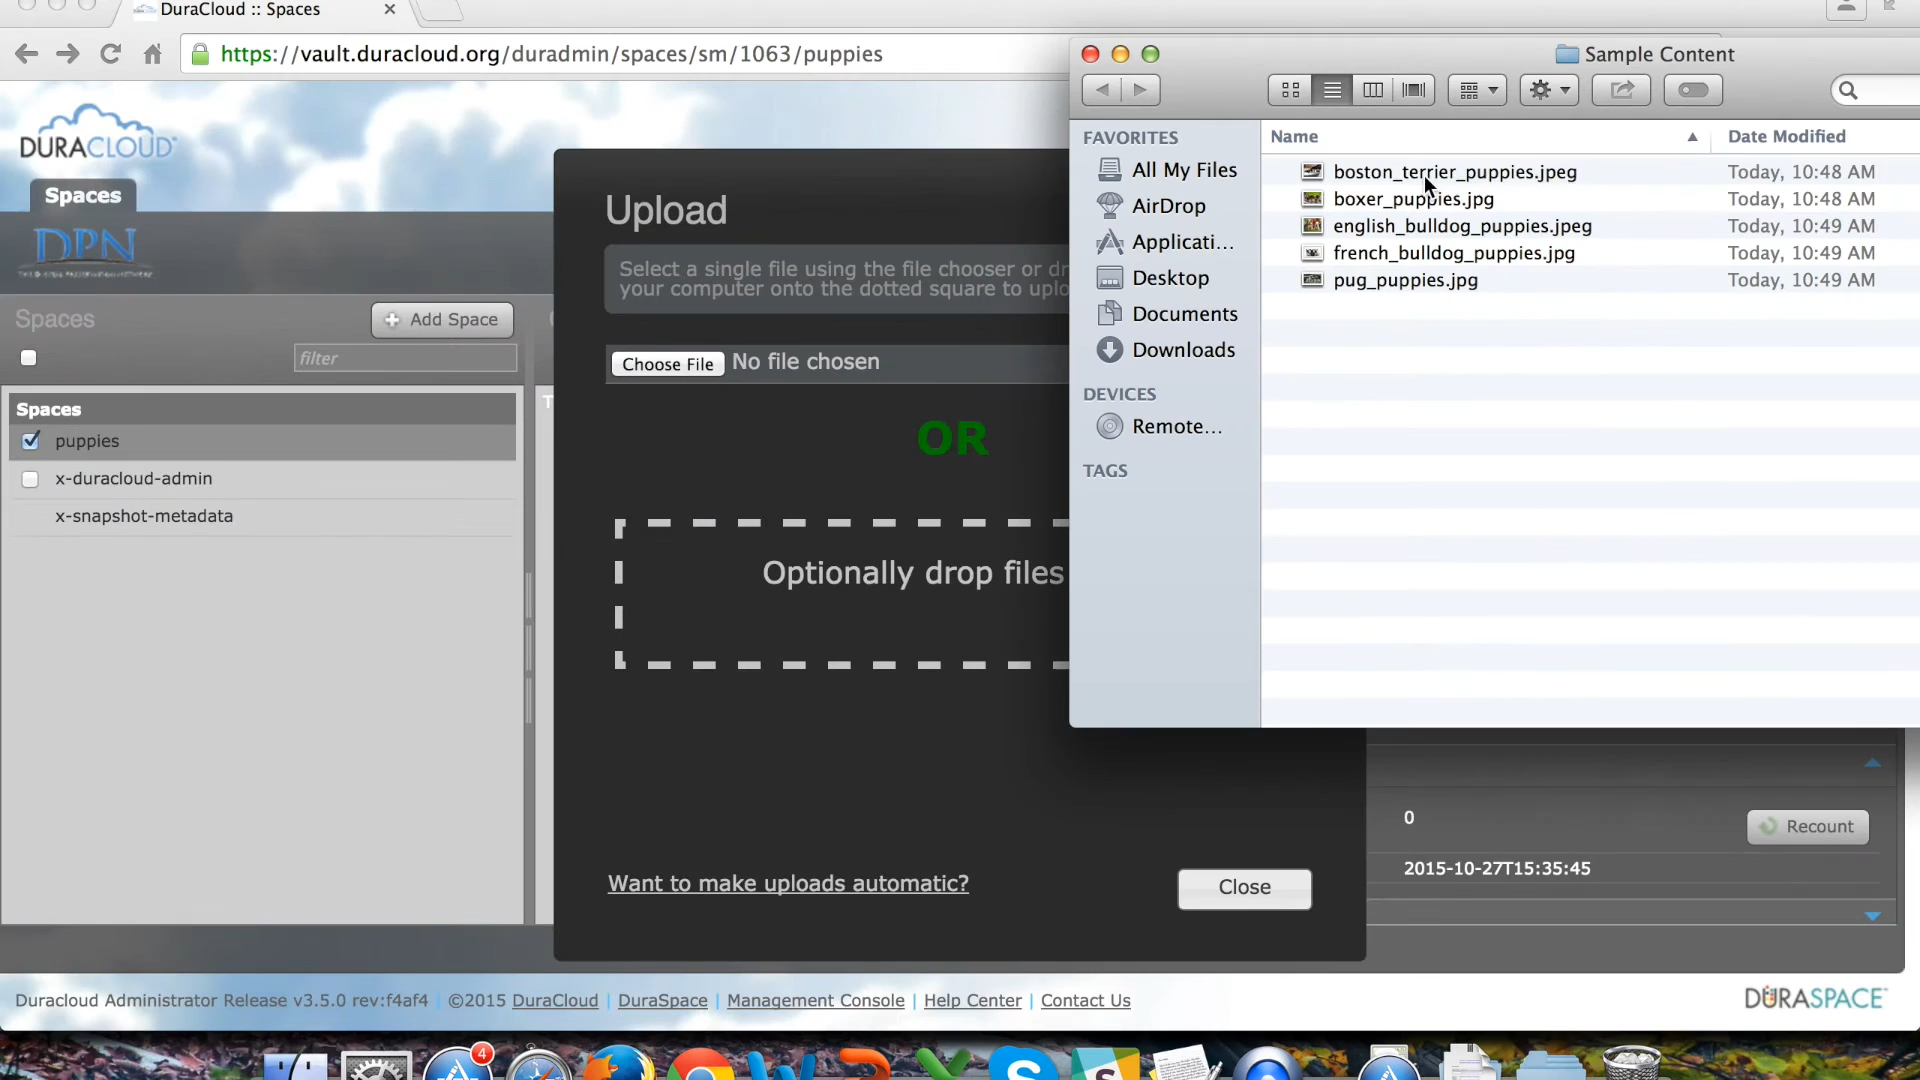 DuraCloud :: Spaces
https://vault.duracloud.org/duradmin/spaces/sm/1063/puppies
DURACLOUD
Spaces
DPN
Spaces
Add Space
filter
Spaces
puppies
x-duracloud-admin
x-snapshot-metadata
Upload
Select a single file using the file chooser or dr
your computer onto the dotted square to uplo
Choose File No file chosen
OR
Optionally drop files
Want to make uploads automatic?
Close
Sample Content
FAVORITES
All My Files
AirDrop
Applicati...
Desktop
Documents
Downloads
DEVICES
Remote...
TAGS
Name Date Modified
boston_terrier_puppies.jpeg Today, 10:48 AM
boxer_puppies.jpg Today, 10:48 AM
english_bulldog_puppies.jpeg Today, 10:49 AM
french_bulldog_puppies.jpg Today, 10:49 AM
pug_puppies.jpg Today, 10:49 AM
0
Recount
2015-10-27T15:35:45
Duracloud Administrator Release v3.5.0 rev:f4af4 | ©2015 DuraCloud | DuraSpace | Management Console | Help Center | Contact Us
DURASPACE
4